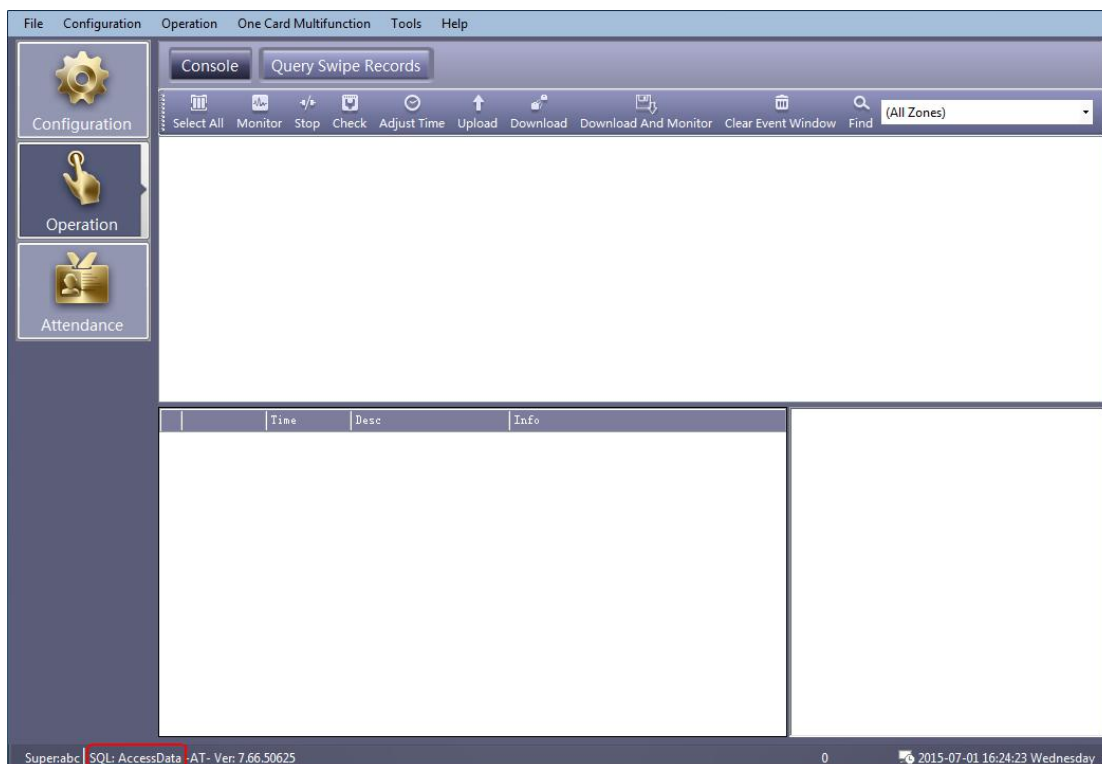 File Configuration Operation One Card Multifunction Tools Help
Console Query Swipe Records
Select All Monitor Stop Check Adjust Time Upload Download Download And Monitor Clear Event Window Find (All Zones)
Configuration
Operation
Attendance
Time Desc Info
Super:abc SQL: AccessData -AT- Ver: 7.66.50625 0 2015-07-01 16:24:23 Wednesday